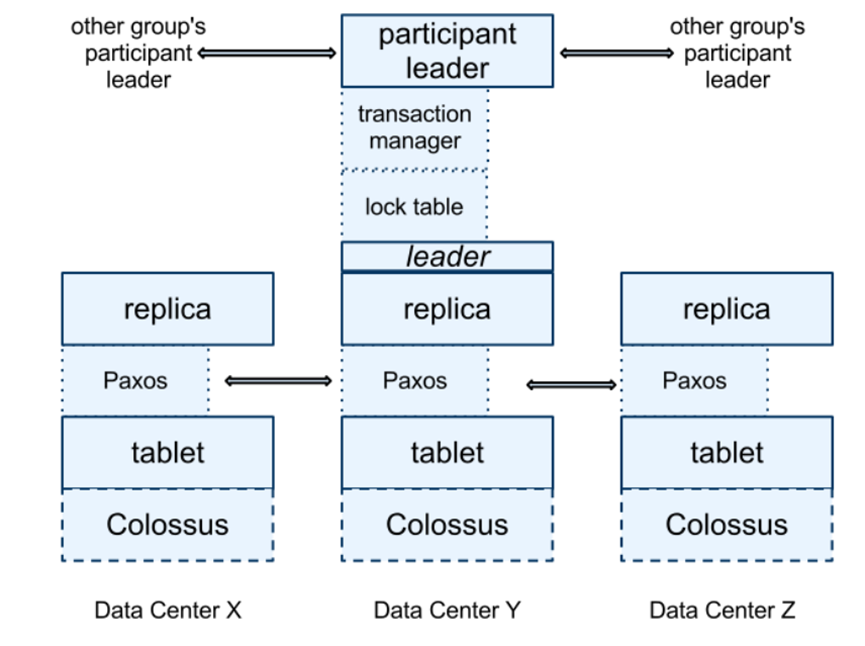 other group's
participant
leader
participant
leader
other group's
participant
leader
transaction
manager
lock table
leader
replica
replica
replica
Paxos
Paxos
Paxos
tablet
tablet
tablet
Colossus
Colossus
Colossus
Data Center X
Data Center Y
Data Center Z